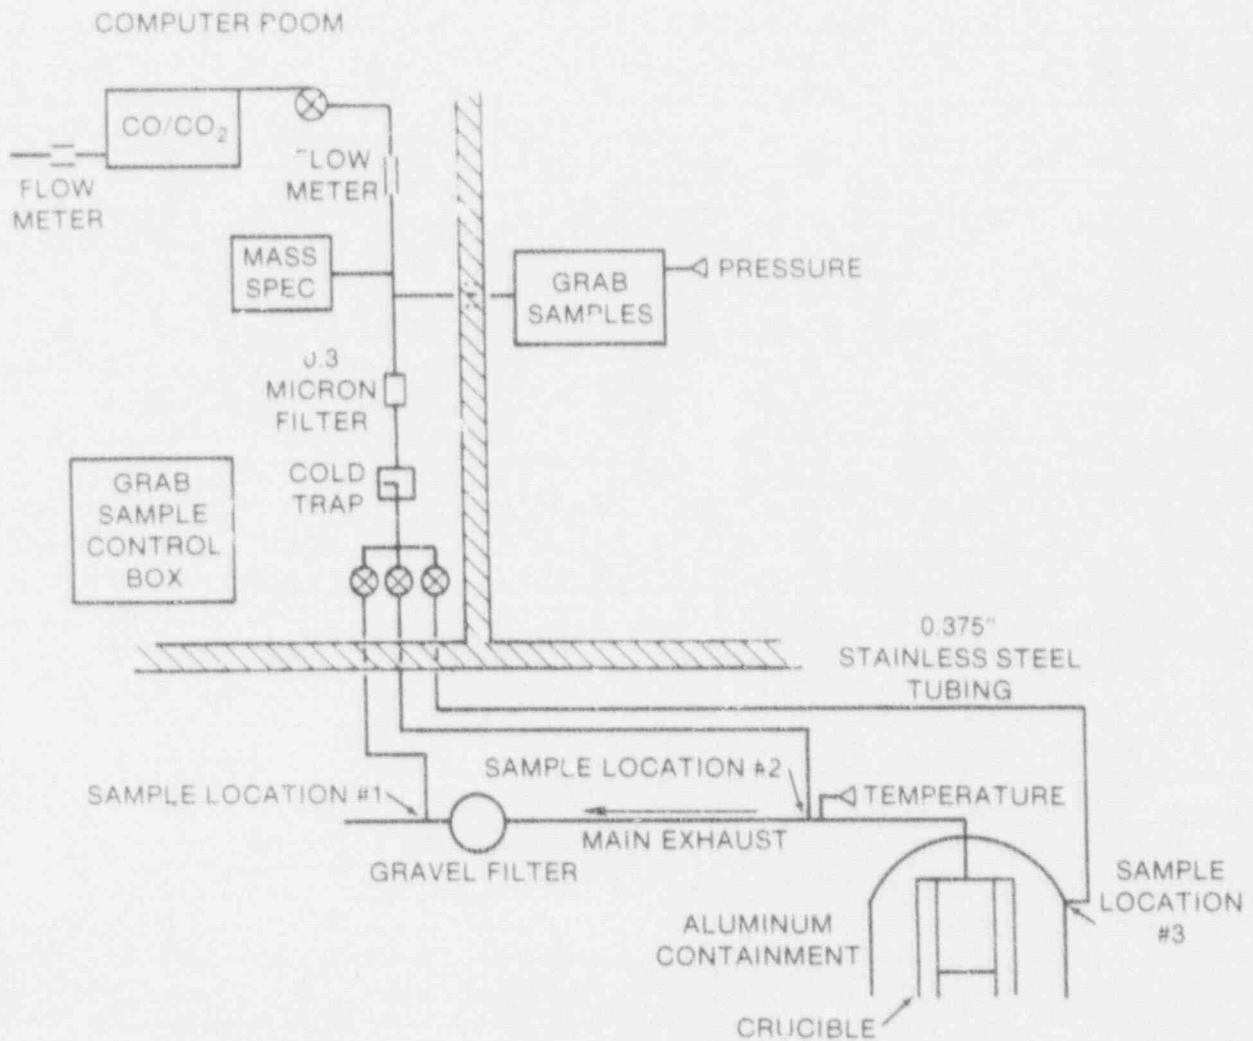 COMPUTER ROOM
CO/CO₂
FLOW
METER
FLOW
METER
MASS
SPEC
GRAB
SAMPLES
PRESSURE
0.3
MICRON
FILTER
GRAB
SAMPLE
CONTROL
BOX
COLD
TRAP
0.375"
STAINLESS STEEL
TUBING
SAMPLE LOCATION #2
SAMPLE LOCATION #1
TEMPERATURE
MAIN EXHAUST
GRAVEL FILTER
SAMPLE
LOCATION
#3
ALUMINUM
CONTAINMENT
CRUCIBLE